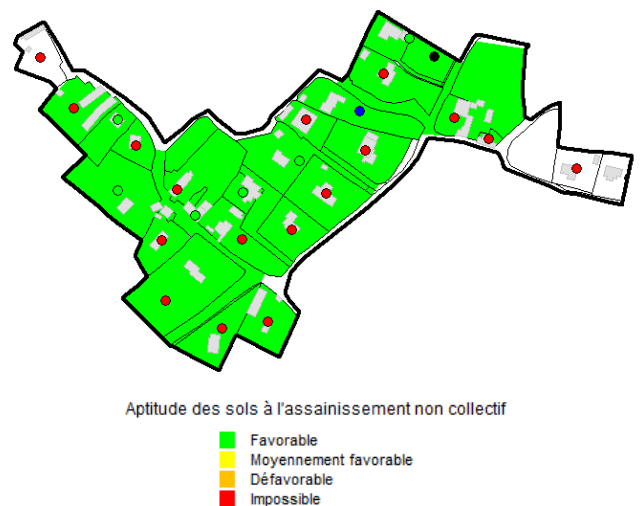 Aptitude des sols à l'assainissement non collectif
Favorable
Moyennement favorable
Défavorable
Impossible